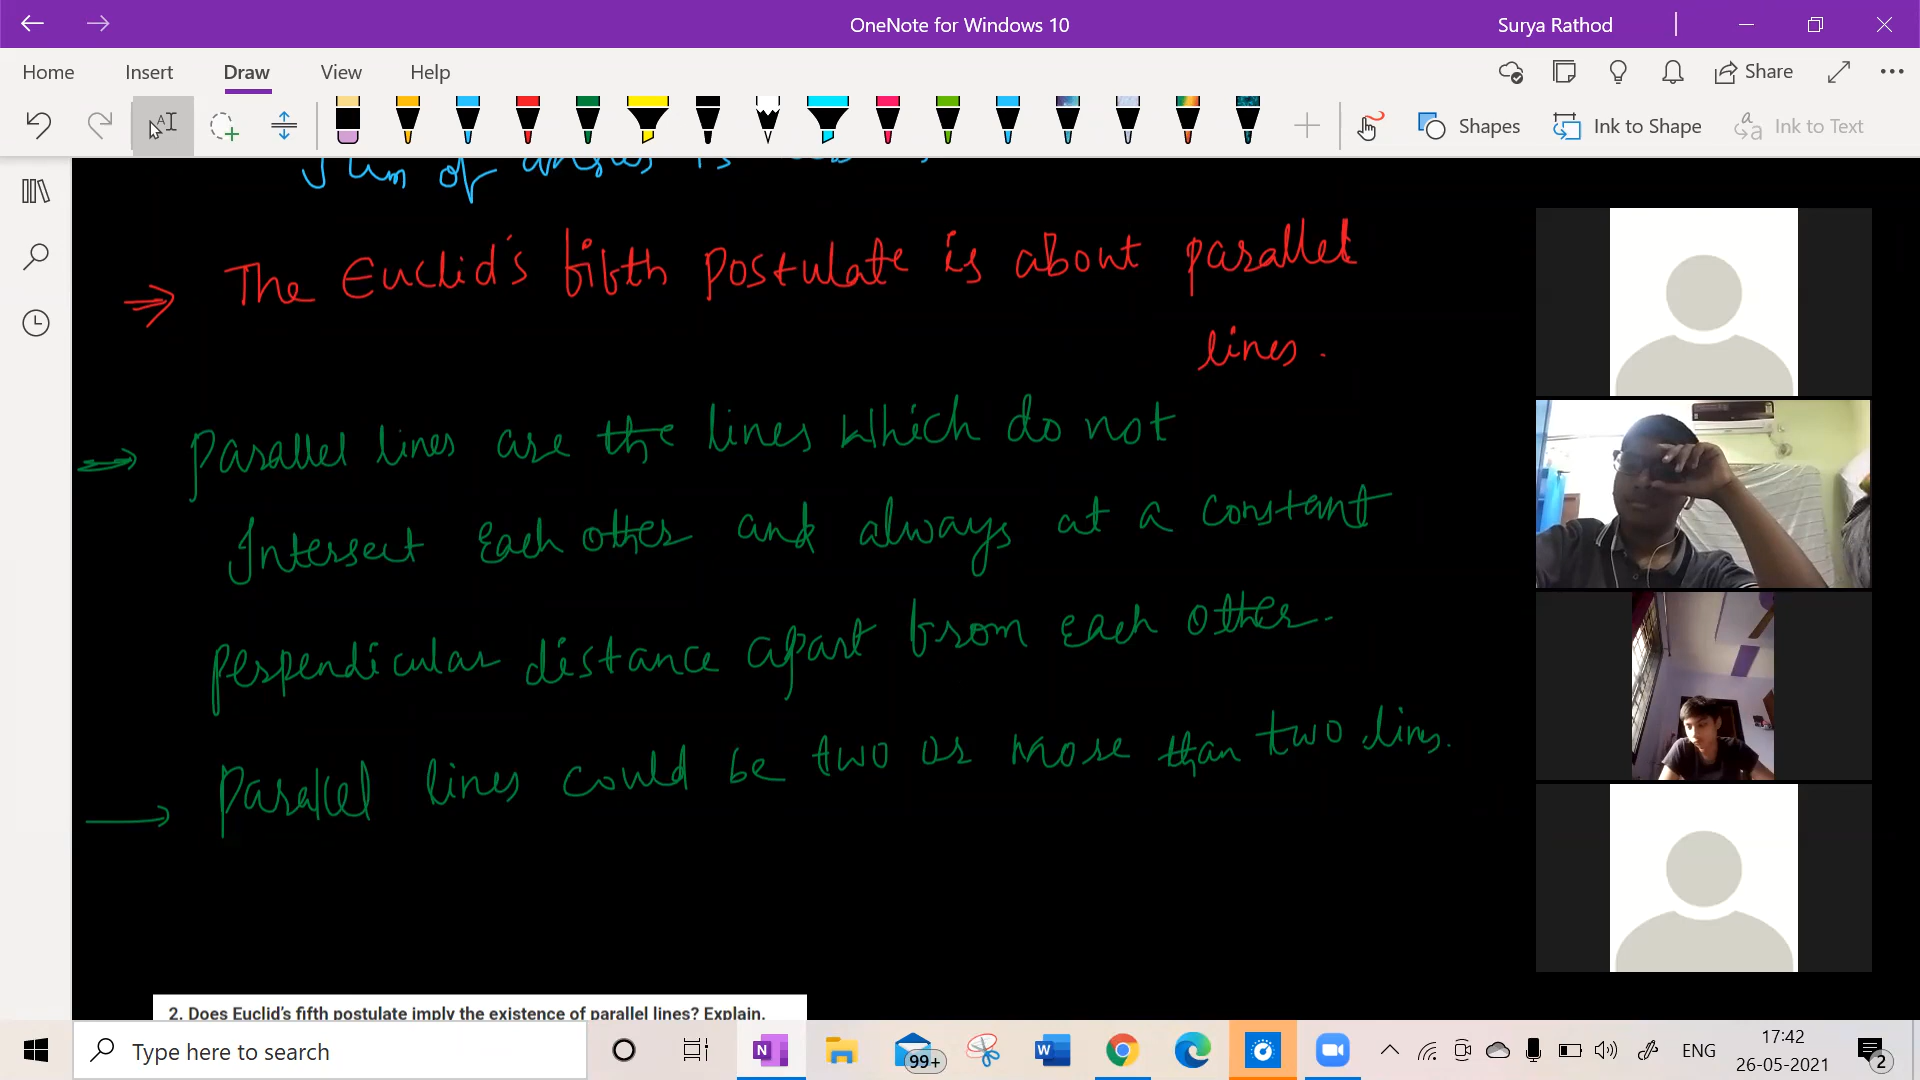 OneNote for Windows 10
Surya Rathod
Home Insert Draw View Help
Share
Shapes Ink to Shape Ink to Text
Sum of angles is
The Euclid's fifth postulate is about parallel
lines.
Parallel lines are the lines which do not
Intersect Each other and always at a constant
perpendicular distance apart from each other.
Parallel lines could be two or more than two lines.
2. Does Euclid's fifth postulate imply the existence of parallel lines? Explain.
Type here to search
99+
ENG
17:42
26-05-2021
2